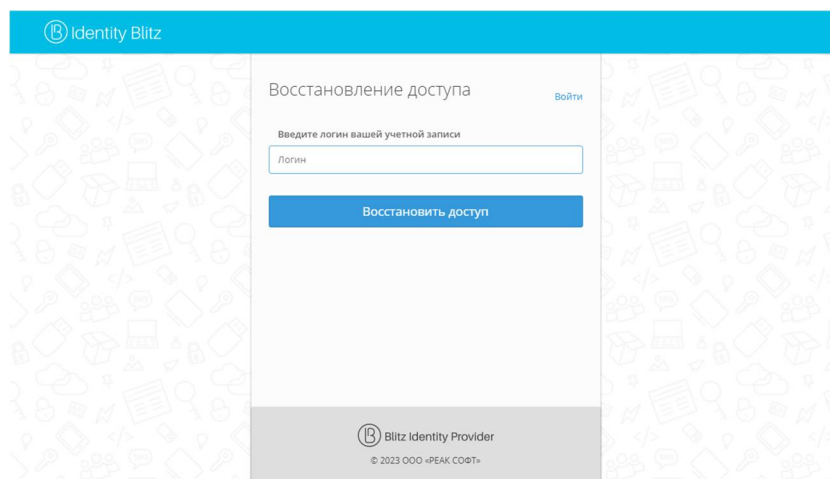 Identity Blitz
Восстановление доступа
Войти
Введите логин вашей учетной записи
Логин
Восстановить доступ
Blitz Identity Provider
© 2023 ООО «РЕАК СОФТ»